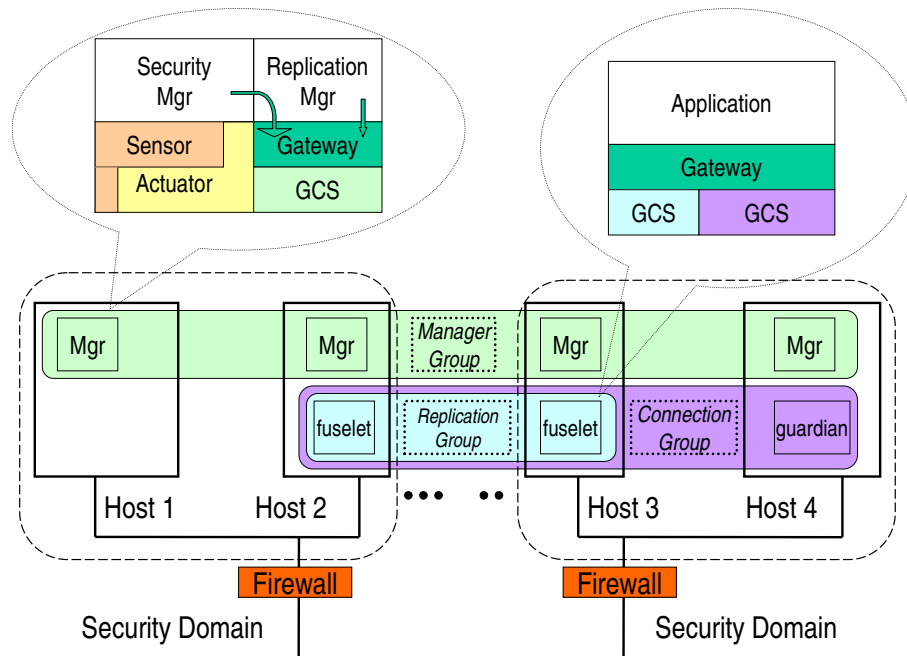 Security
Mgr
Replication
Mgr
Sensor
Actuator
Gateway
GCS
Application
Gateway
GCS
GCS
Mgr
Mgr
Manager
Group
Mgr
Mgr
fuselet
Replication
Group
fuselet
Connection
Group
guardian
Host 1
Host 2
Host 3
Host 4
Firewall
Firewall
Security Domain
Security Domain